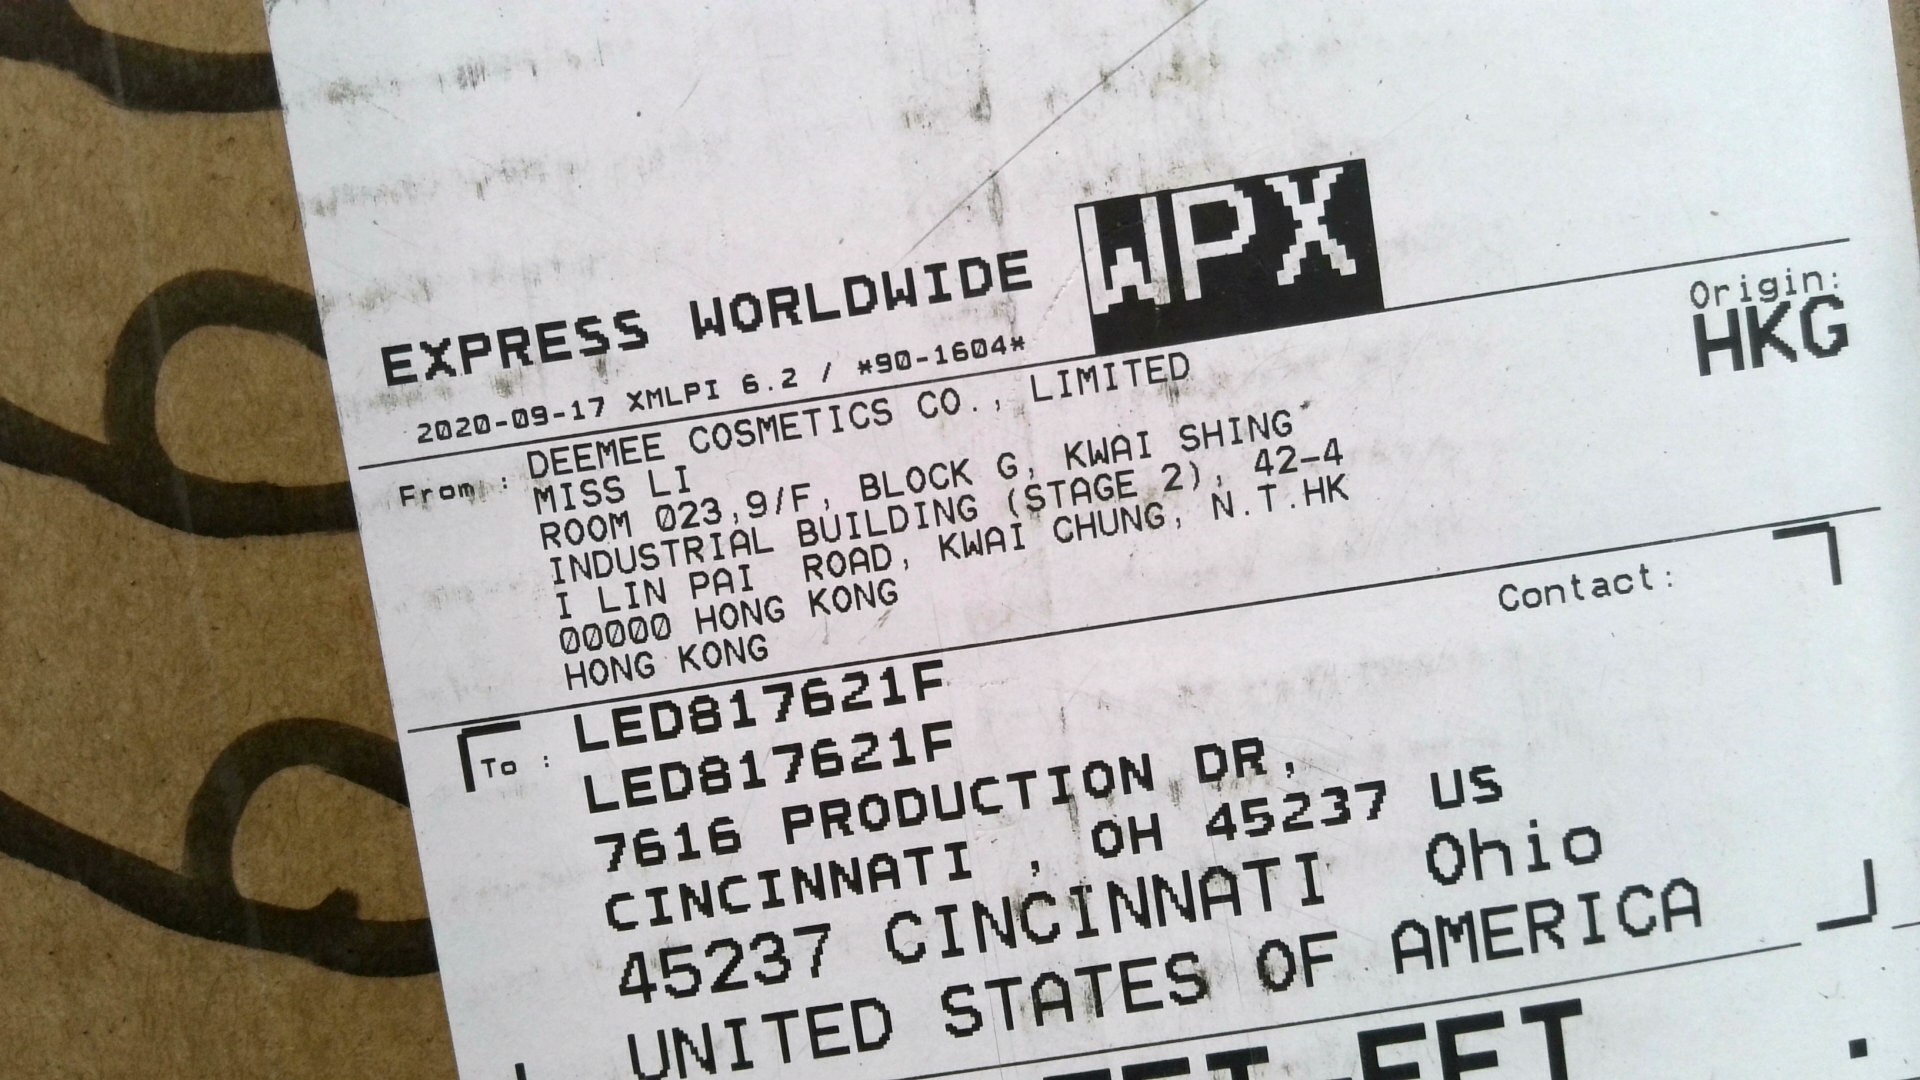 EXPRESS WORLDWIDE WPX
2020-09-17 XMLPI 6.2 / *90-1604*
Origin:
HKG
From : DEEMEE COSMETICS CO., LIMITED
MISS LI
ROOM 023,9/F, BLOCK G, KWAI SHING
INDUSTRIAL BUILDING (STAGE 2), 42-4
I LIN PAI ROAD, KWAI CHUNG, N.T.HK
00000 HONG KONG
HONG KONG
Contact:
To : LED817621F
LED817621F
7616 PRODUCTION DR,
CINCINNATI , OH 45237 US
45237 CINCINNATI Ohio
UNITED STATES OF AMERICA